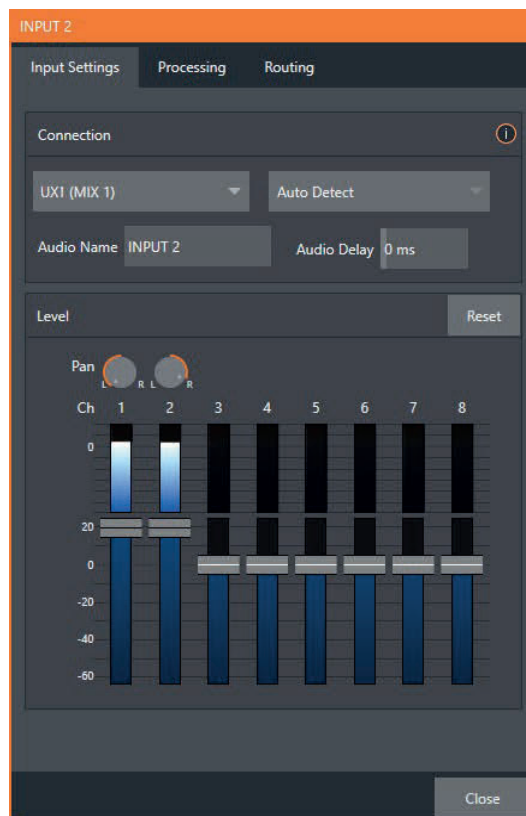 INPUT 2
Input Settings Processing Routing
Connection
i
UX1 (MIX 1) Auto Detect
Audio Name INPUT 2 Audio Delay 0 ms
Level Reset
Pan L R L R
Ch 1 2 3 4 5 6 7 8
0
20
0
-20
-40
-60
Close